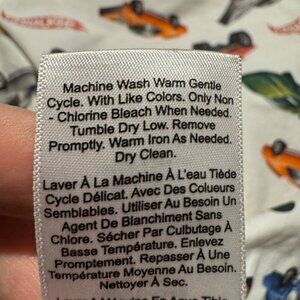 Machine Wash Warm Gentle
Cycle. With Like Colors. Only Non
- Chlorine Bleach When Needed.
Tumble Dry Low. Remove
Promptly. Warm Iron As Needed.
Dry Clean.
Laver À La Machine À L'eau Tiède
Cycle Délicat. Avec Des Colueurs
Semblables. Utiliser Au Besoin Un
Agent De Blanchiment Sans
Chlore. Sécher Par Culbutage À
Basse Température. Enlevez
Promptement. Repasser À Une
Température Moyenne Au Besoin.
Nettoyer À Sec.